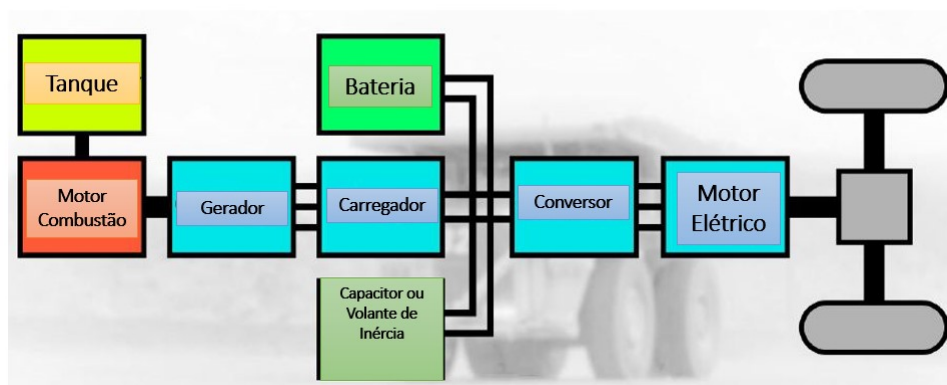 Tanque
Bateria
Motor
Combustão
Gerador
Carregador
Conversor
Motor
Elétrico
Capacitor ou
Volante de
Inércia